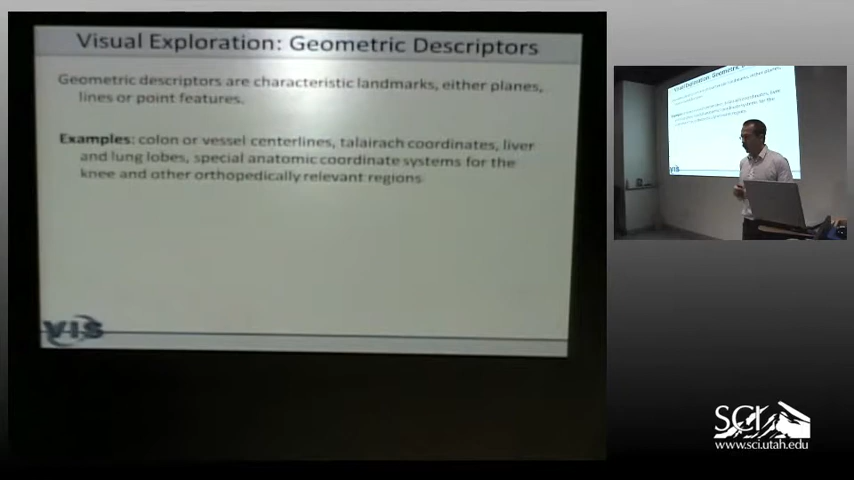 Visual Exploration: Geometric Descriptors
Geometric descriptors are characteristic landmarks, either planes,
lines or point features.
Examples: colon or vessel centerlines, talairach coordinates, liver
and lung lobes, special anatomic coordinate systems for the
knee and other orthopedically relevant regions
VIS
SCI
www.sci.utah.edu